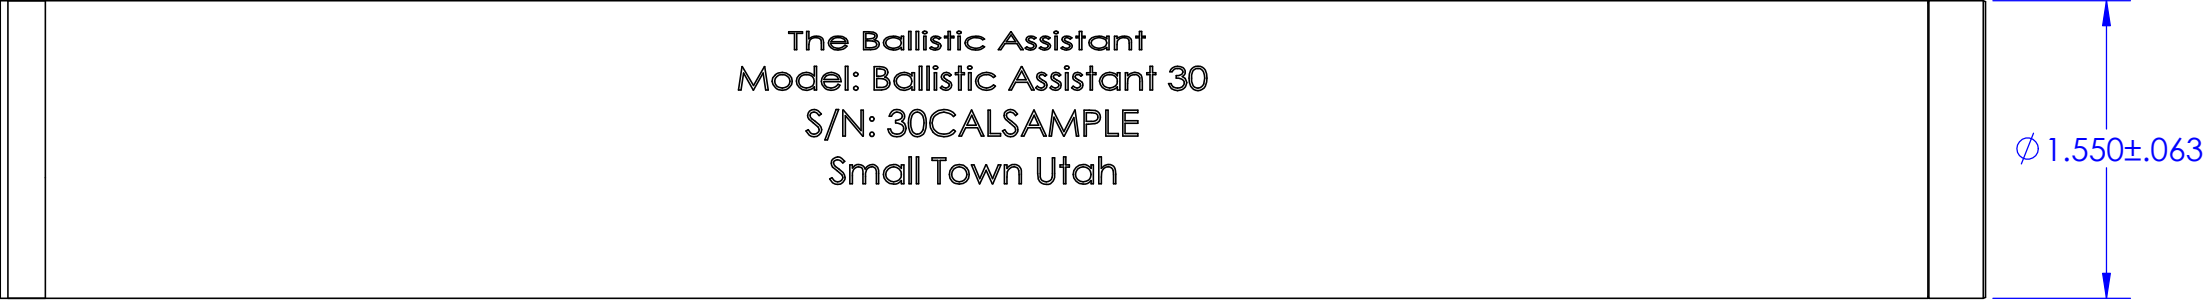 The Ballistic Assistant
Model: Ballistic Assistant 30
S/N: 30CALSAMPLE
Small Town Utah
∅1.550±.063